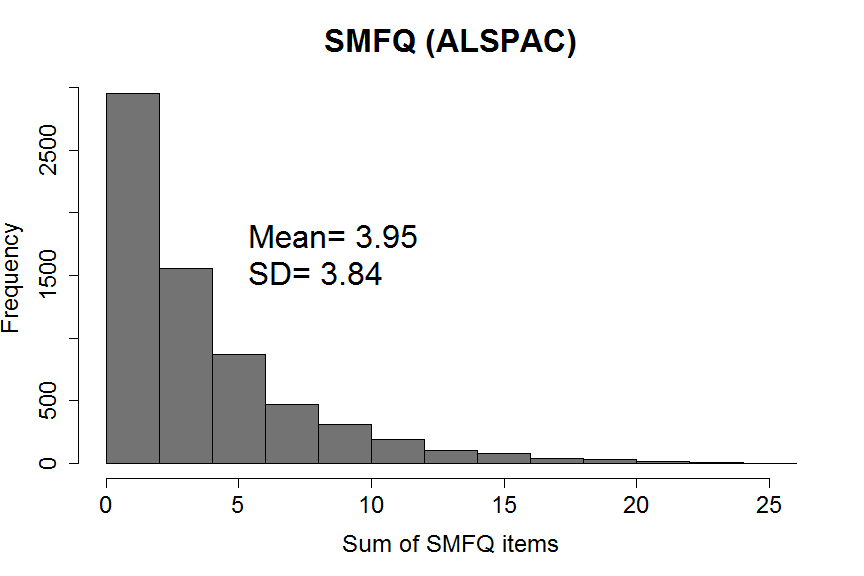 SMFQ (ALSPAC)
Frequency
2500
1500
500
0
Mean= 3.95
SD= 3.84
0 5 10 15 20 25
Sum of SMFQ items